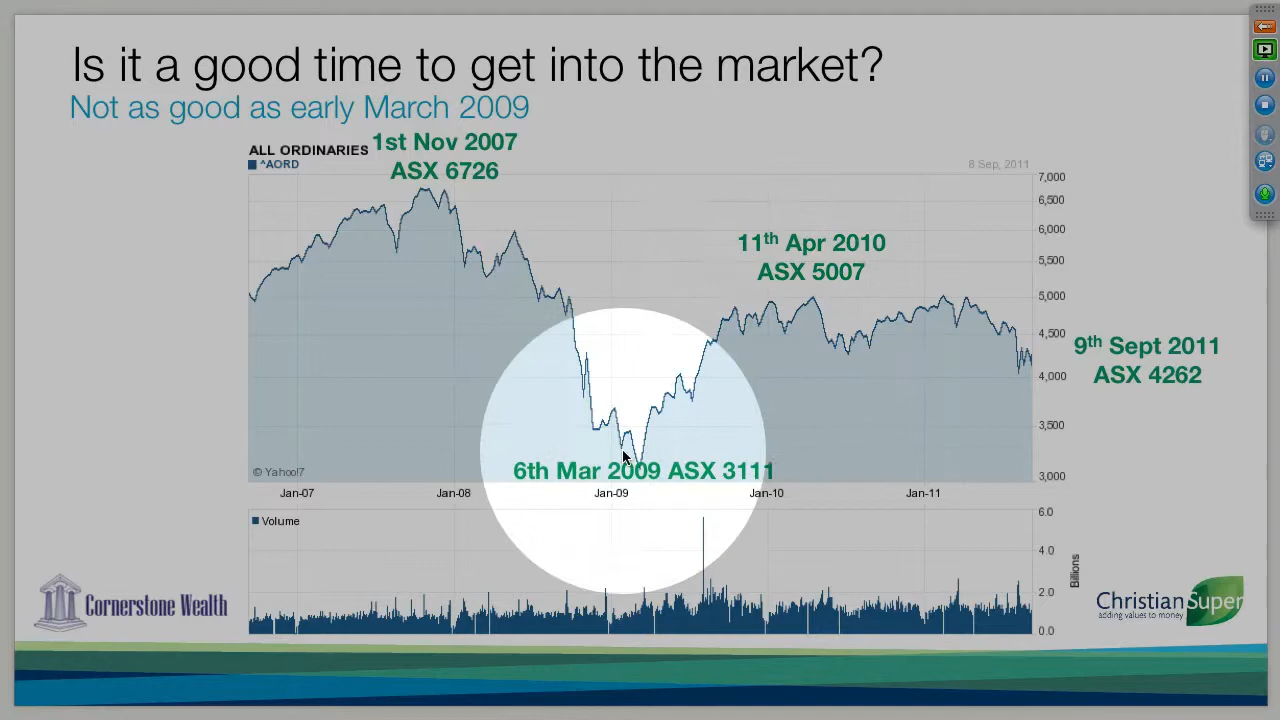 Is it a good time to get into the market?
Not as good as early March 2009
1st Nov 2007
ASX 6726
ALL ORDINARIES
^AORD
8 Sep, 2011
7,000
6,500
6,000
5,500
5,000
4,500
4,000
3,500
3,000
11th Apr 2010
ASX 5007
9th Sept 2011
ASX 4262
6th Mar 2009 ASX 3111
© Yahoo!7
Jan-07
Jan-08
Jan-09
Jan-10
Jan-11
Volume
6.0
4.0
2.0
0.0
Billions
Cornerstone Wealth
Christian Super
adding values to money